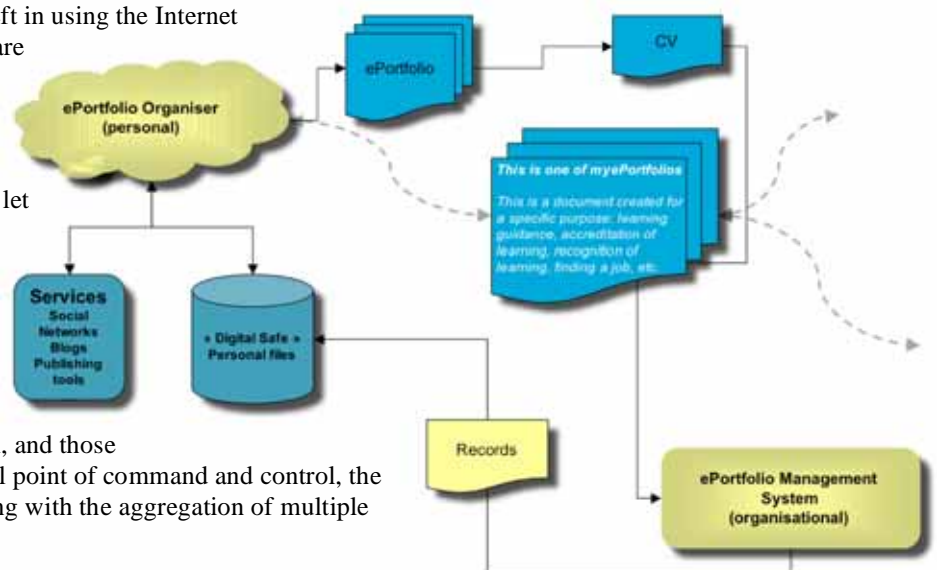 ft in using the Internet
are
let
, and those
l point of command and control, the
ng with the aggregation of multiple
ePortfolio Organiser
(personal)
ePortfolio
CV
This is one of myePortfolios
This is a document created for
a specific purpose: learning
guidance, accreditation of
learning, recognition of
learning, finding a job, etc.
Services
Social
Networks
Blogs
Publishing
tools
« Digital Safe »
Personal files
Records
ePortfolio Management
System
(organisational)